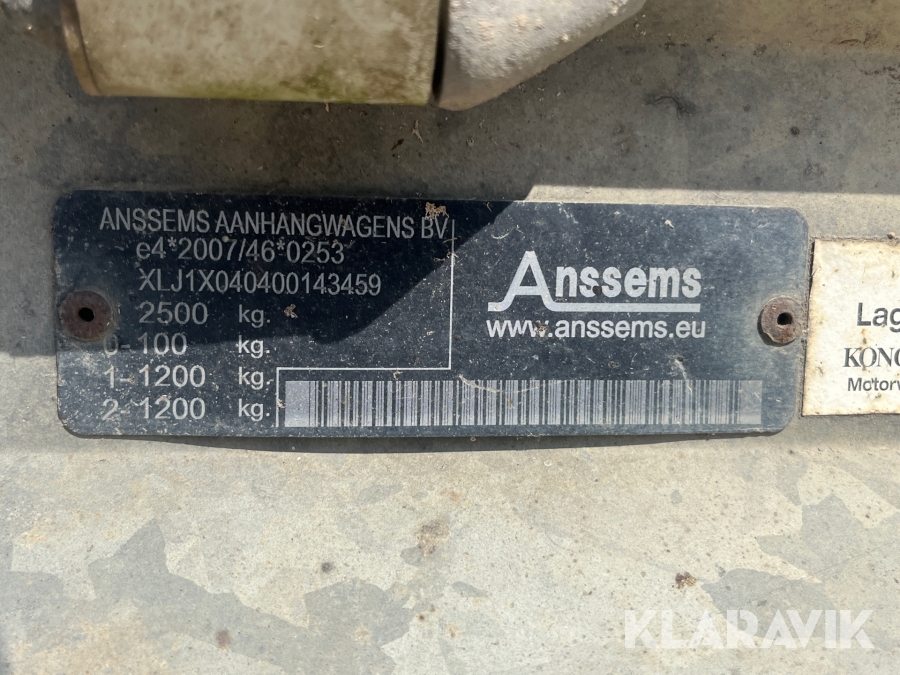 ANSSEMS AANHANGWAGENS BV
e4*2007/46*0253
XLJ1X040400143459
2500 kg.
0-100 kg.
1-1200 kg.
2-1200 kg.
Anssems
www.anssems.eu
Lag
KONG
Motorv
KLARAVIK